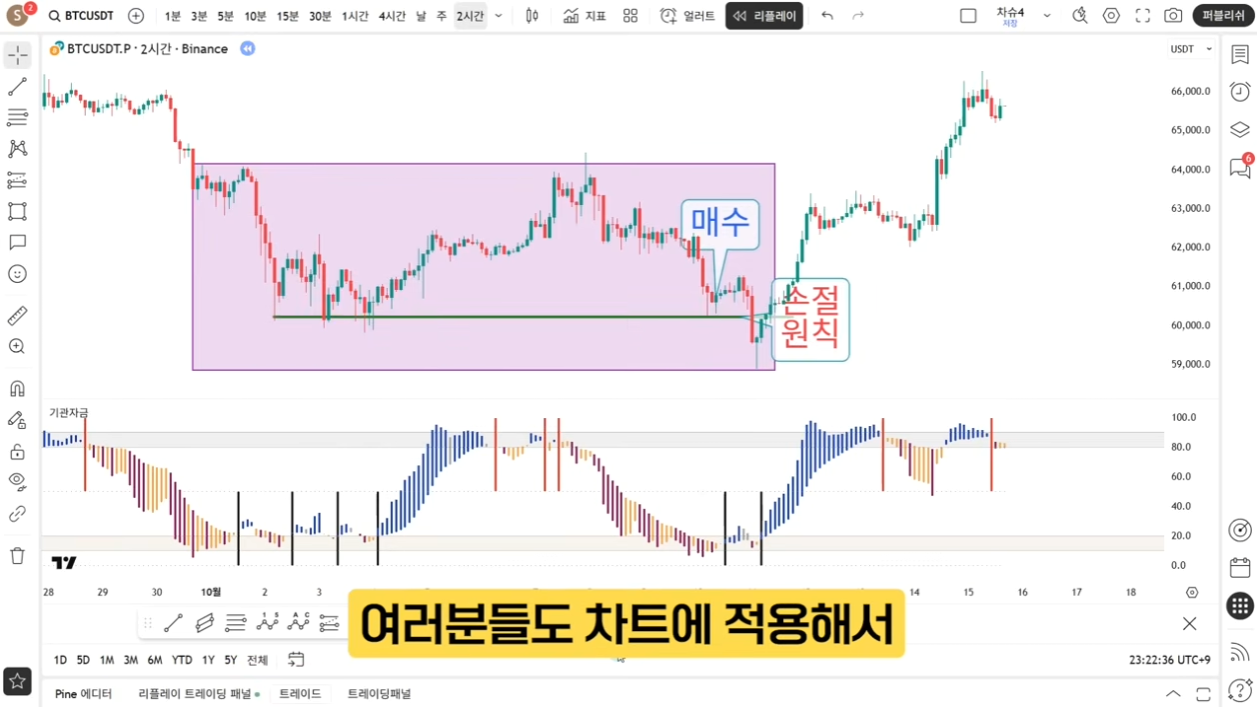 S 2 BTCUSDT 1분 3분 5분 10분 15분 30분 1시간 4시간 날 주 2시간 지표 얼러트 리플레이 차슈4 저장 퍼블리쉬
BTCUSDT.P · 2시간 · Binance
USDT
66,000.0
65,000.0
64,000.0
63,000.0
62,000.0
61,000.0
60,000.0
59,000.0
6
매수
손절
원칙
기관자금
100.0
80.0
60.0
40.0
20.0
0.0
28 29 30 10월 2 3 14 15 16 17 18
여러분들도 차트에 적용해서
1D 5D 1M 3M 6M YTD 1Y 5Y 전체
23:22:36 UTC+9
Pine 에디터 리플레이 트레이딩 패널 트레이드 트레이딩패널